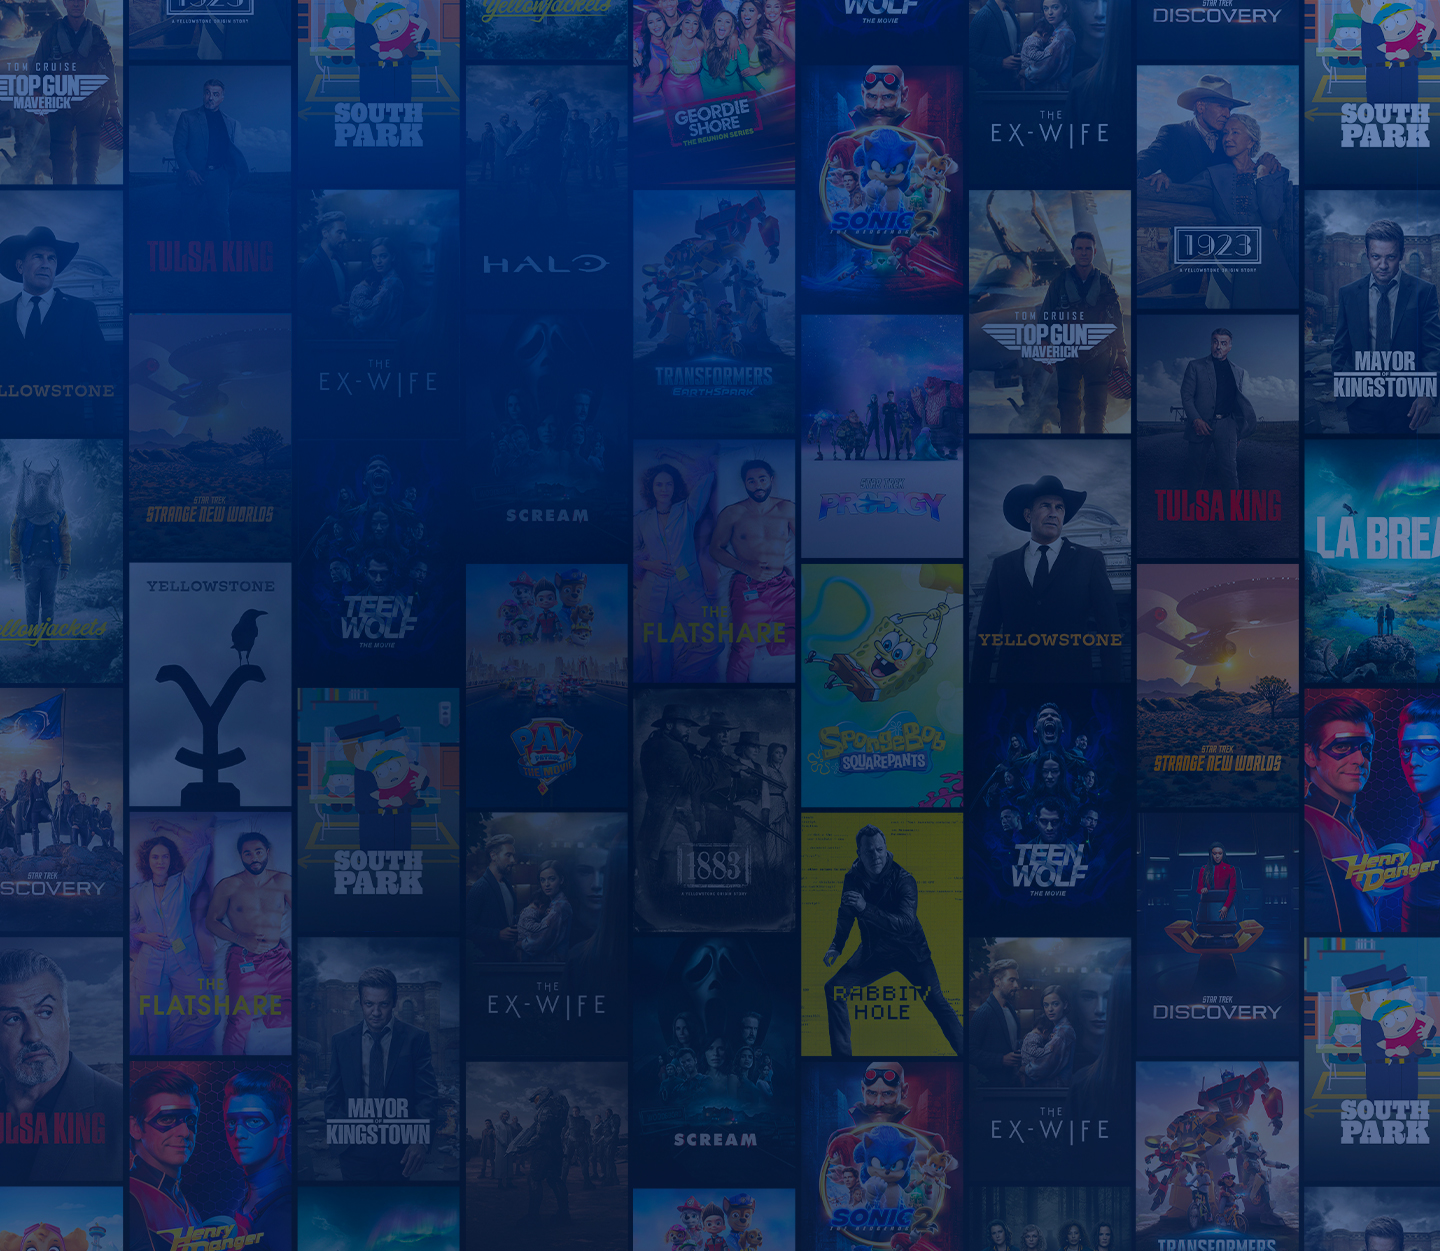 TOM CRUISE
TOP GUN
MAVERICK
LLOWSTONE
llowjackets
STAR TREK
SCOVERY
ULSA KING
1923
A YELLOWSTONE ORIGIN STORY
TULSA KING
STAR TREK
STRANGE NEW WORLDS
YELLOWSTONE
Y
THE
FLATSHARE
Henry
Danger
SOUTH
PARK
THE
EX-WIFE
TEEN
WOLF
THE MOVIE
SOUTH
PARK
MAYOR
OF
KINGSTOWN
Yellowjackets
HALO
SCREAM
PAW
PATROL
THE MOVIE
THE
EX-WIFE
GEORDIE
SHORE
THE REUNION SERIES
TRANSFORMERS
EARTHSPARK
THE
FLATSHARE
1883
A YELLOWSTONE ORIGIN STORY
SCREAM
WOLF
THE MOVIE
SONIC 2
THE HEDGEHOG
STAR TREK
PRODIGY
SpongeBob
SQUAREPANTS
RABBIT/
HOLE
SONIC 2
THE HEDGEHOG
THE
EX-WIFE
TOM CRUISE
TOP GUN
MAVERICK
YELLOWSTONE
TEEN
WOLF
THE MOVIE
THE
EX-WIFE
STAR TREK
DISCOVERY
1923
A YELLOWSTONE ORIGIN STORY
TULSA KING
STAR TREK
STRANGE NEW WORLDS
STAR TREK
DISCOVERY
TRANSFORMERS
SOUTH
PARK
MAYOR
OF
KINGSTOWN
LA BREA
Henry
Danger
SOUTH
PARK